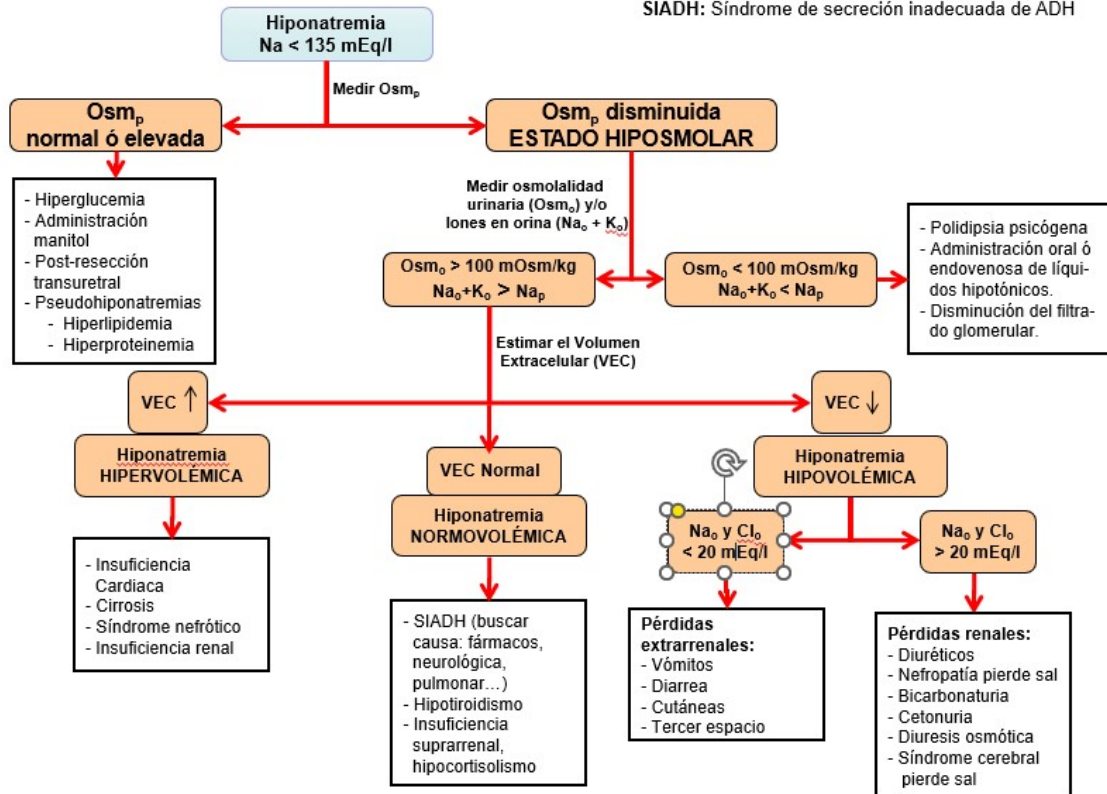 SIADH: Síndrome de secreción inadecuada de ADH
Hiponatremia
Na < 135 mEq/l
Medir Osmp
Osmp
normal ó elevada
Osmp disminuida
ESTADO HIPOSMOLAR
- Hiperglucemia
- Administración
manitol
- Post-resección
transuretral
- Pseudohiponatremias
- Hiperlipidemia
- Hiperproteinemia
Medir osmolalidad
urinaria (Osmo) y/o
Iones en orina (Nao + Ko)
Osmo > 100 mOsm/kg
Nao+Ko > Nap
Osmo < 100 mOsm/kg
Nao+Ko < Nap
- Polidipsia psicógena
- Administración oral ó
endovenosa de líqui-
dos hipotónicos.
- Disminución del filtra-
do glomerular.
Estimar el Volumen
Extracelular (VEC)
VEC ↑
Hiponatremia
HIPERVOLÉMICA
- Insuficiencia
Cardiaca
- Cirrosis
- Síndrome nefrótico
- Insuficiencia renal
VEC Normal
Hiponatremia
NORMOVOLÉMICA
- SIADH (buscar
causa: fármacos,
neurológica,
pulmonar…)
- Hipotiroidismo
- Insuficiencia
suprarrenal,
hipocortisolismo
VEC ↓
Hiponatremia
HIPOVOLÉMICA
Nao y Clo
< 20 mEq/l
Nao y Clo
> 20 mEq/l
Pérdidas
extrarrenales:
- Vómitos
- Diarrea
- Cutáneas
- Tercer espacio
Pérdidas renales:
- Diuréticos
- Nefropatía pierde sal
- Bicarbonaturia
- Cetonuria
- Diuresis osmótica
- Síndrome cerebral
pierde sal